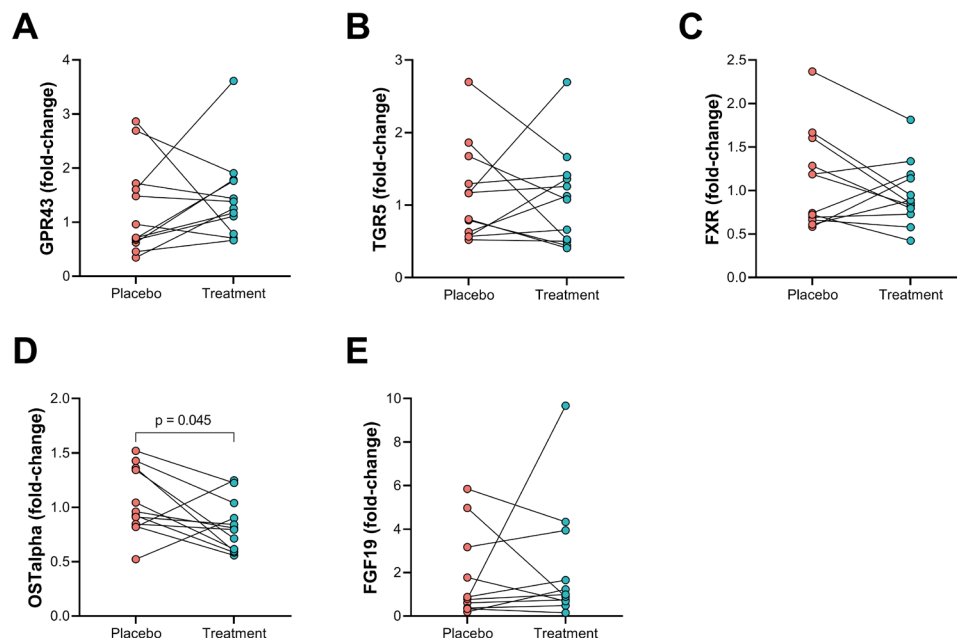 A
GPR43 (fold-change)
4
3
2
1
0
Placebo
Treatment
B
TGR5 (fold-change)
3
2
1
0
Placebo
Treatment
C
FXR (fold-change)
2.5
2.0
1.5
1.0
0.5
0.0
Placebo
Treatment
D
OSTalpha (fold-change)
2.0
1.5
1.0
0.5
0.0
p = 0.045
Placebo
Treatment
E
FGF19 (fold-change)
10
8
6
4
2
0
Placebo
Treatment